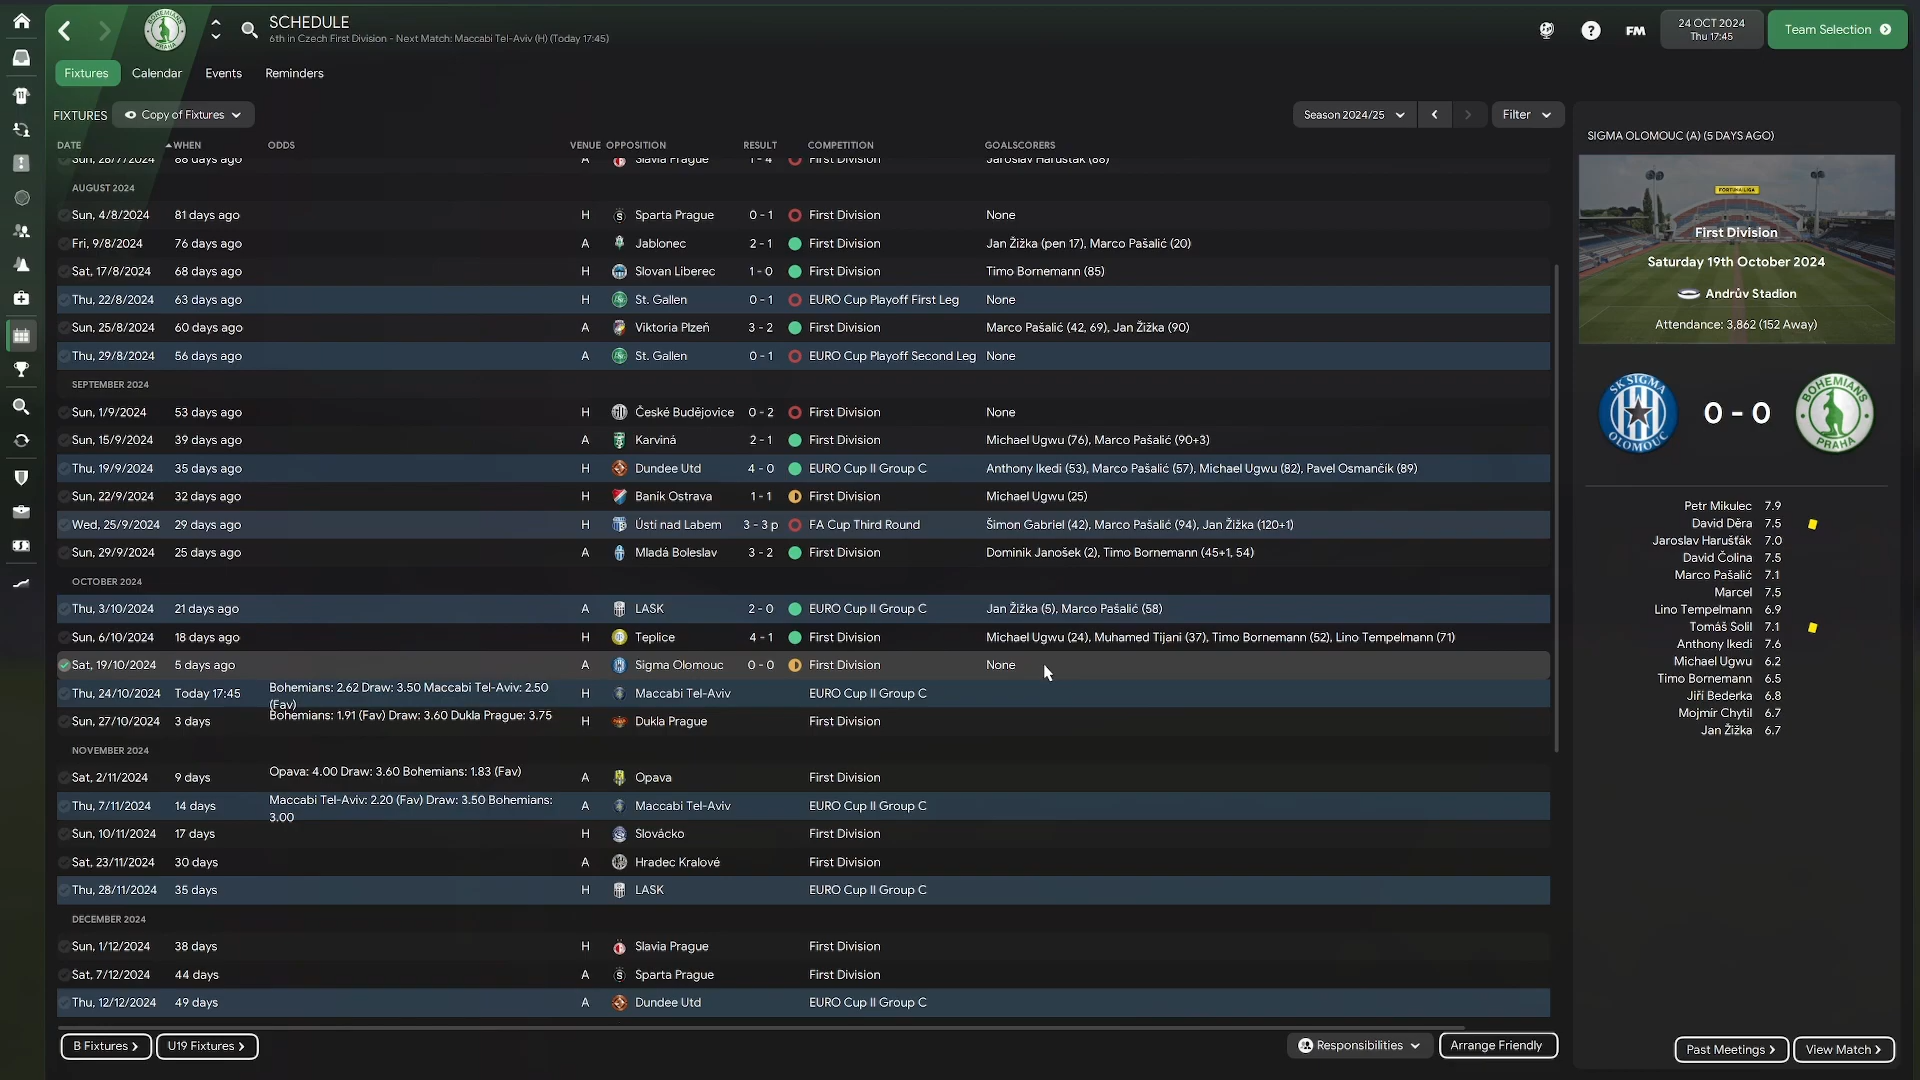 SCHEDULE
6th in Czech First Division - Next Match: Maccabi Tel-Aviv (H) (Today 17:45)
FM
24 OCT 2024
Thu 17:45
Team Selection
Fixtures Calendar Events Reminders
FIXTURES Copy of Fixtures Season 2024/25 Filter
DATE WHEN ODDS VENUE OPPOSITION RESULT COMPETITION GOALSCORERS
Sun, 28/7/2024 88 days ago A Slavia Prague 1 - 4 First Division Jaroslav Harušťák (88)
AUGUST 2024
Sun, 4/8/2024 81 days ago H Sparta Prague 0 - 1 First Division None
Fri, 9/8/2024 76 days ago A Jablonec 2 - 1 First Division Jan Žižka (pen 17), Marco Pašalić (20)
Sat, 17/8/2024 68 days ago H Slovan Liberec 1 - 0 First Division Timo Bornemann (85)
Thu, 22/8/2024 63 days ago H St. Gallen 0 - 1 EURO Cup Playoff First Leg None
Sun, 25/8/2024 60 days ago A Viktoria Plzeň 3 - 2 First Division Marco Pašalić (42, 69), Jan Žižka (90)
Thu, 29/8/2024 56 days ago A St. Gallen 0 - 1 EURO Cup Playoff Second Leg None
SEPTEMBER 2024
Sun, 1/9/2024 53 days ago H České Budějovice 0 - 2 First Division None
Sun, 15/9/2024 39 days ago A Karviná 2 - 1 First Division Michael Ugwu (76), Marco Pašalić (90+3)
Thu, 19/9/2024 35 days ago H Dundee Utd 4 - 0 EURO Cup II Group C Anthony Ikedi (53), Marco Pašalić (57), Michael Ugwu (82), Pavel Osmančík (89)
Sun, 22/9/2024 32 days ago H Baník Ostrava 1 - 1 First Division Michael Ugwu (25)
Wed, 25/9/2024 29 days ago H Ústí nad Labem 3 - 3 p FA Cup Third Round Šimon Gabriel (42), Marco Pašalić (94), Jan Žižka (120+1)
Sun, 29/9/2024 25 days ago A Mladá Boleslav 3 - 2 First Division Dominik Janošek (2), Timo Bornemann (45+1, 54)
OCTOBER 2024
Thu, 3/10/2024 21 days ago A LASK 2 - 0 EURO Cup II Group C Jan Žižka (5), Marco Pašalić (58)
Sun, 6/10/2024 18 days ago H Teplice 4 - 1 First Division Michael Ugwu (24), Muhamed Tijani (37), Timo Bornemann (52), Lino Tempelmann (71)
Sat, 19/10/2024 5 days ago A Sigma Olomouc 0 - 0 First Division None
Thu, 24/10/2024 Today 17:45 Bohemians: 2.62 Draw: 3.50 Maccabi Tel-Aviv: 2.50 H Maccabi Tel-Aviv EURO Cup II Group C
(Fav)
Sun, 27/10/2024 3 days Bohemians: 1.91 (Fav) Draw: 3.60 Dukla Prague: 3.75 H Dukla Prague First Division
NOVEMBER 2024
Sat, 2/11/2024 9 days Opava: 4.00 Draw: 3.60 Bohemians: 1.83 (Fav) A Opava First Division
Thu, 7/11/2024 14 days Maccabi Tel-Aviv: 2.20 (Fav) Draw: 3.50 Bohemians: A Maccabi Tel-Aviv EURO Cup II Group C
3.00
Sun, 10/11/2024 17 days H Slovácko First Division
Sat, 23/11/2024 30 days A Hradec Kralové First Division
Thu, 28/11/2024 35 days H LASK EURO Cup II Group C
DECEMBER 2024
Sun, 1/12/2024 38 days H Slavia Prague First Division
Sat, 7/12/2024 44 days A Sparta Prague First Division
Thu, 12/12/2024 49 days A Dundee Utd EURO Cup II Group C
B Fixtures U19 Fixtures Responsibilities Arrange Friendly
SIGMA OLOMOUC (A) (5 DAYS AGO)
FORTUNA:LIGA
First Division
Saturday 19th October 2024
Andrův Stadion
Attendance: 3,862 (152 Away)
SK SIGMA OLOMOUC 0 - 0 BOHEMIANS PRAHA
Petr Mikulec 7.9
David Děra 7.5
Jaroslav Harušťák 7.0
David Čolina 7.5
Marco Pašalić 7.1
Marcel 7.5
Lino Tempelmann 6.9
Tomáš Solil 7.1
Anthony Ikedi 7.6
Michael Ugwu 6.2
Timo Bornemann 6.5
Jiří Bederka 6.8
Mojmír Chytil 6.7
Jan Žižka 6.7
Past Meetings View Match